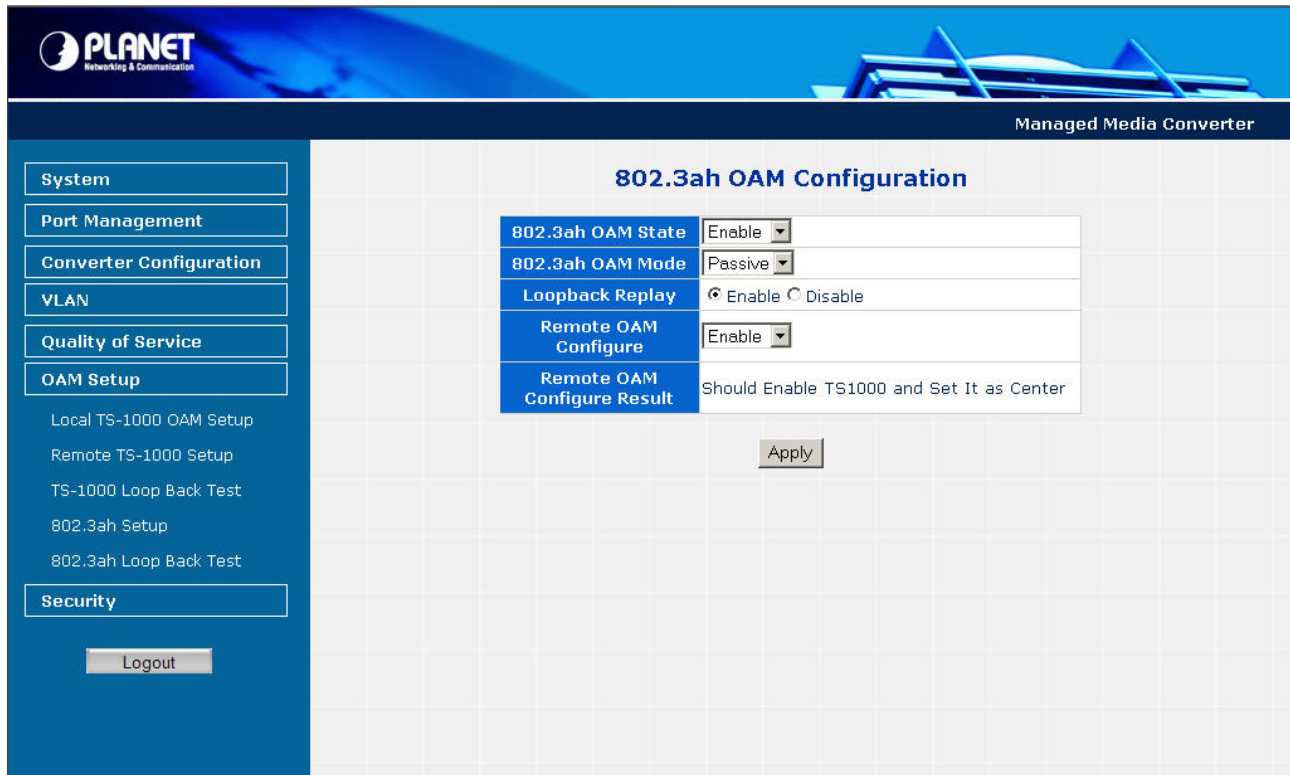 PLANET
Networking & Communication
Managed Media Converter
System
Port Management
Converter Configuration
VLAN
Quality of Service
OAM Setup
Local TS-1000 OAM Setup
Remote TS-1000 Setup
TS-1000 Loop Back Test
802.3ah Setup
802.3ah Loop Back Test
Security
Logout
802.3ah OAM Configuration
802.3ah OAM State Enable
802.3ah OAM Mode Passive
Loopback Replay Enable Disable
Remote OAM
Configure Enable
Remote OAM
Configure Result Should Enable TS1000 and Set It as Center
Apply